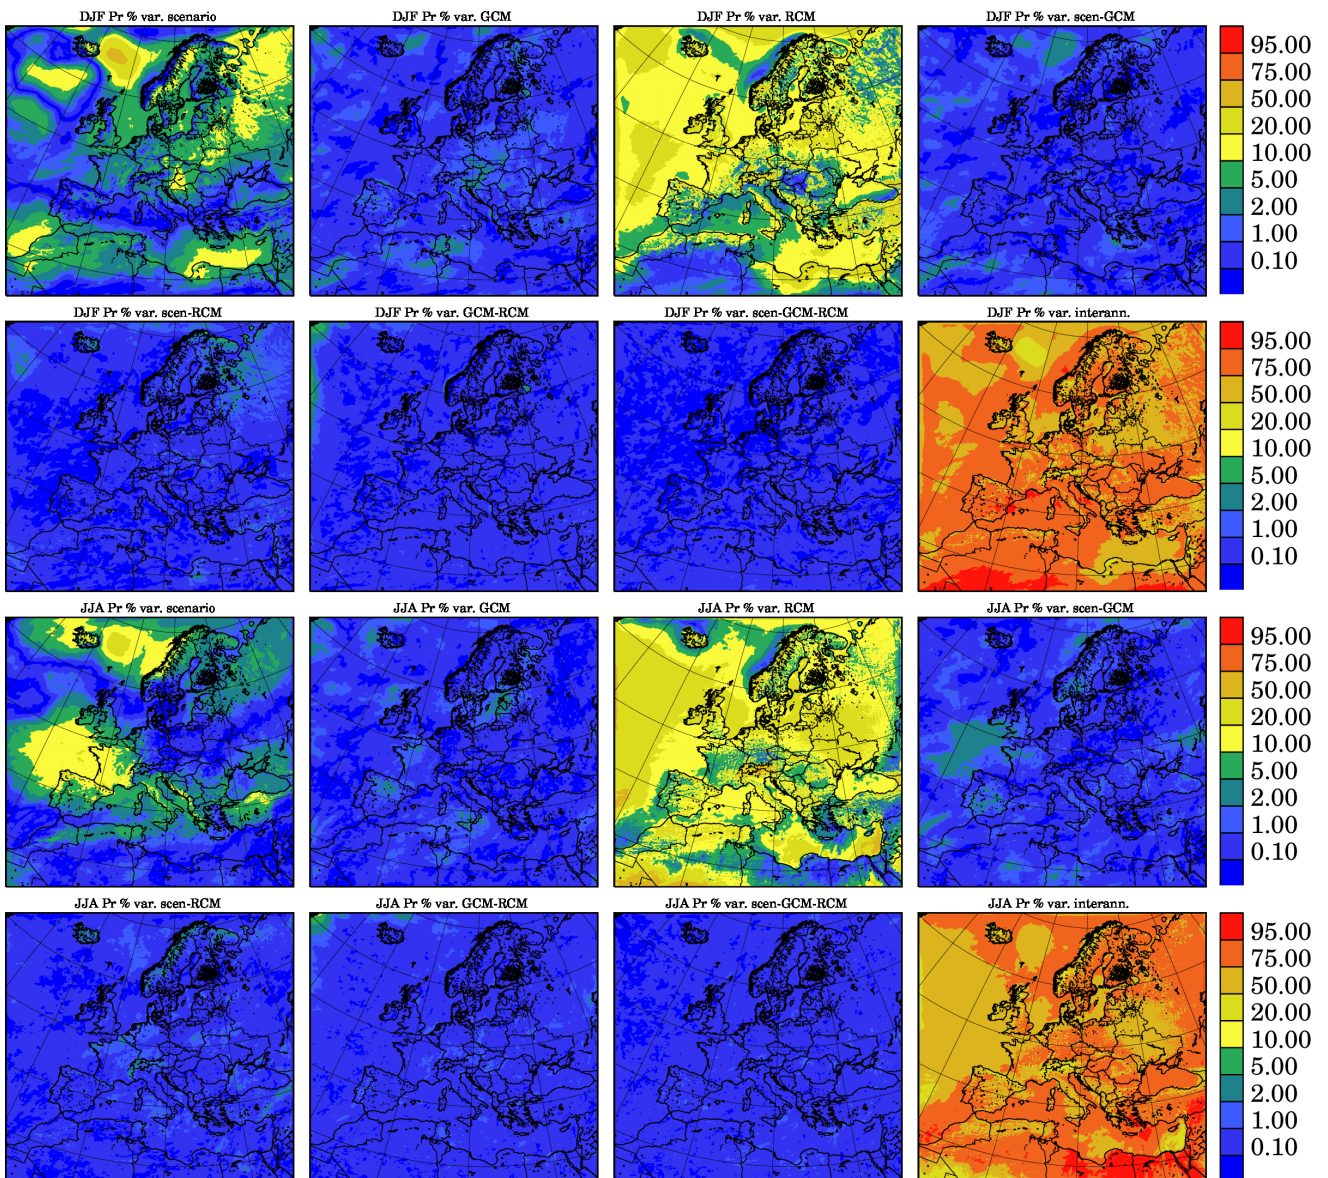 DJF Pr % var. scenario
DJF Pr % var. GCM
DJF Pr % var. RCM
DJF Pr % var. scen-GCM
95.00
75.00
50.00
20.00
10.00
5.00
2.00
1.00
0.10
DJF Pr % var. scen-RCM
DJF Pr % var. GCM-RCM
DJF Pr % var. scen-GCM-RCM
DJF Pr % var. interann.
95.00
75.00
50.00
20.00
10.00
5.00
2.00
1.00
0.10
JJA Pr % var. scenario
JJA Pr % var. GCM
JJA Pr % var. RCM
JJA Pr % var. scen-GCM
95.00
75.00
50.00
20.00
10.00
5.00
2.00
1.00
0.10
JJA Pr % var. scen-RCM
JJA Pr % var. GCM-RCM
JJA Pr % var. scen-GCM-RCM
JJA Pr % var. interann.
95.00
75.00
50.00
20.00
10.00
5.00
2.00
1.00
0.10